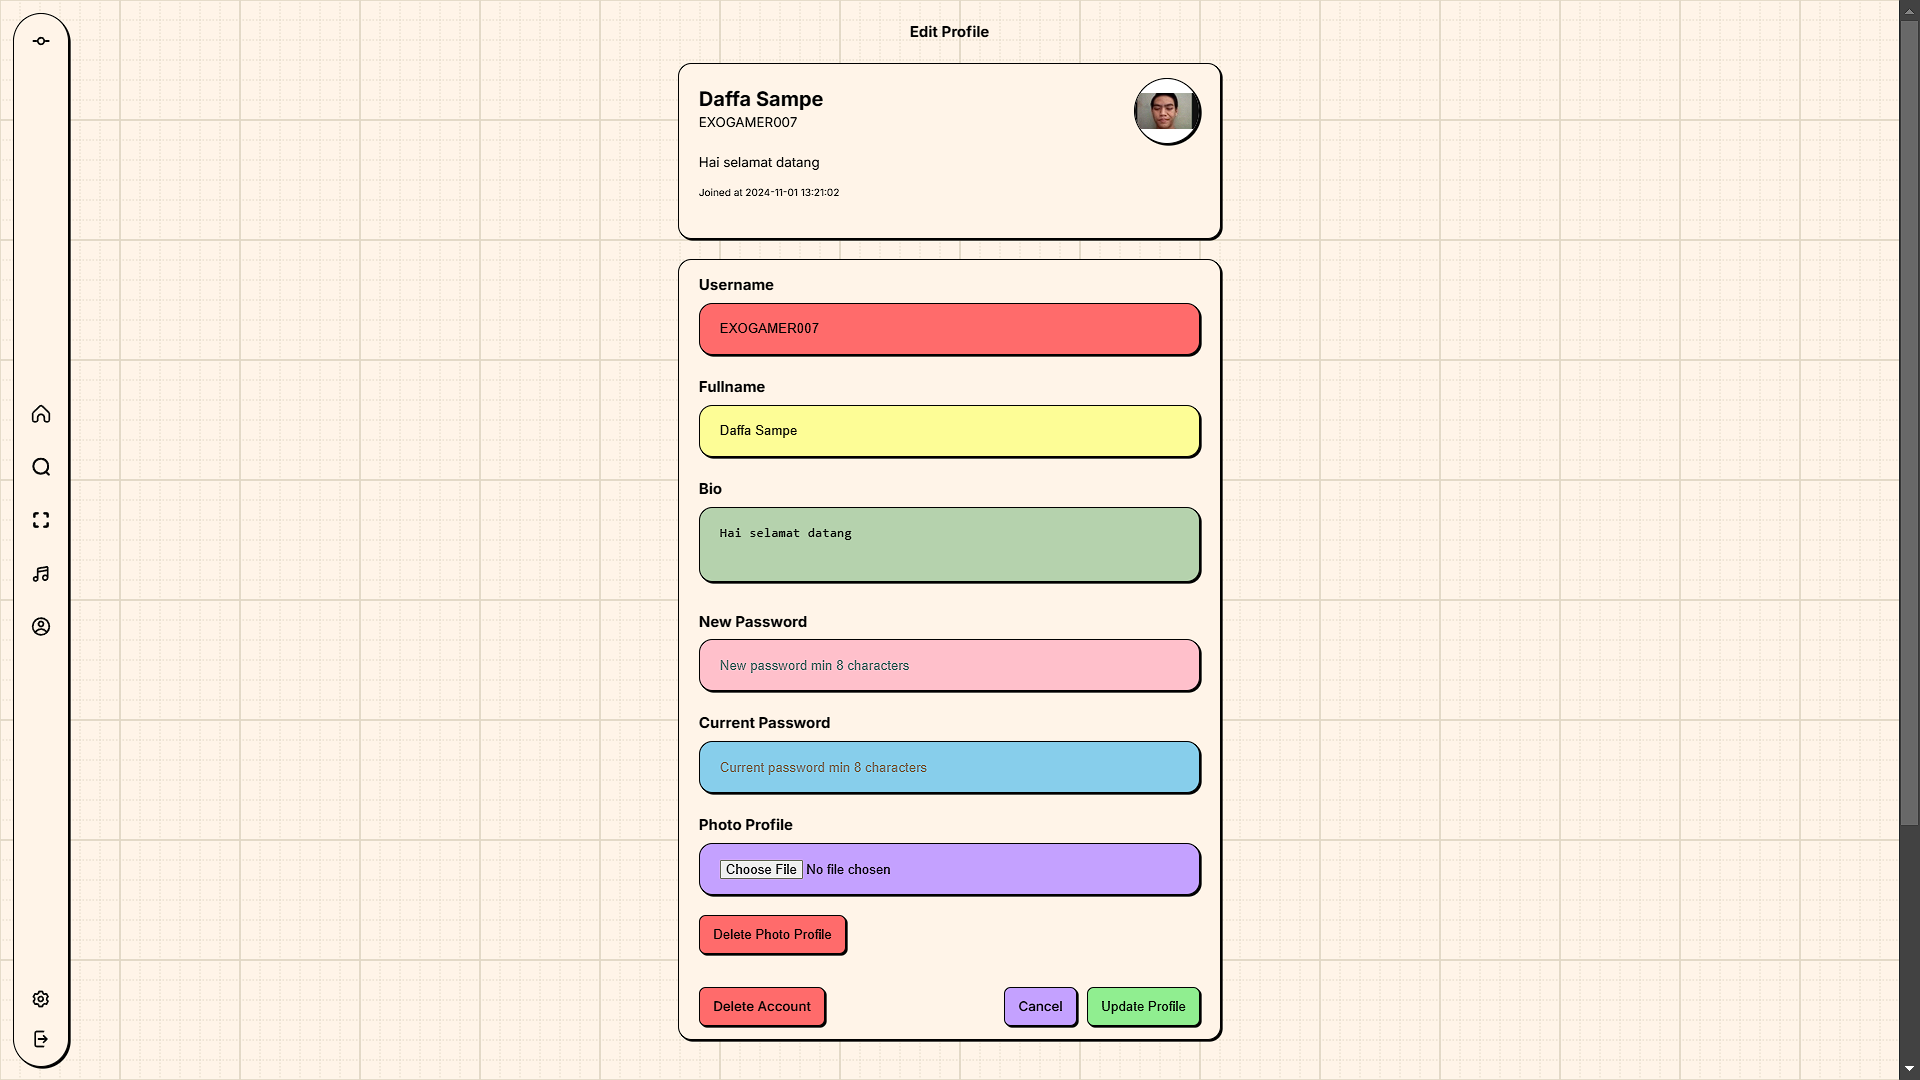 Edit Profile
Daffa Sampe
EXOGAMER007
Hai selamat datang
Joined at 2024-11-01 13:21:02
Username
EXOGAMER007
Fullname
Daffa Sampe
Bio
Hai selamat datang
New Password
New password min 8 characters
Current Password
Current password min 8 characters
Photo Profile
Choose File No file chosen
Delete Photo Profile
Delete Account Cancel Update Profile